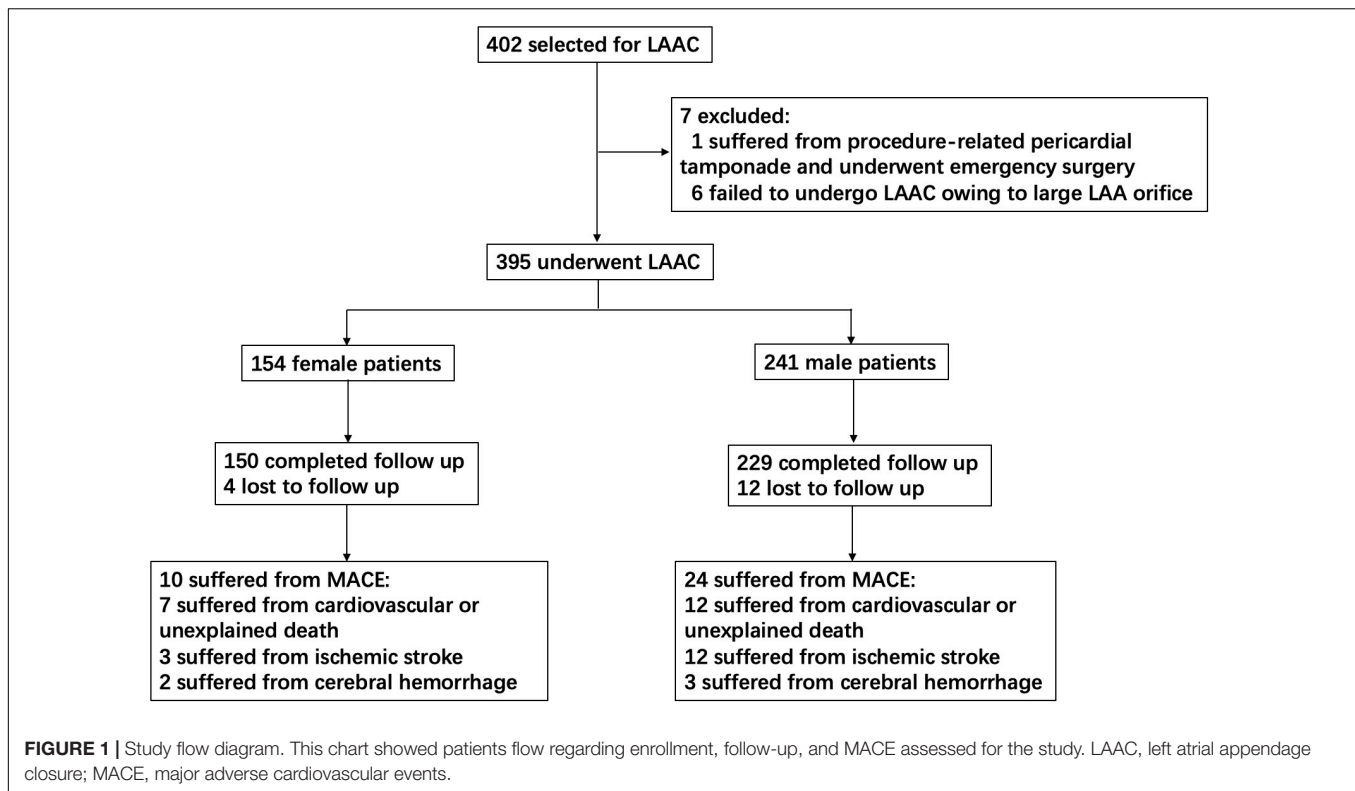 402 selected for LAAC
7 excluded:
1 suffered from procedure-related pericardial
tamponade and underwent emergency surgery
6 failed to undergo LAAC owing to large LAA orifice
395 underwent LAAC
154 female patients
241 male patients
150 completed follow up
4 lost to follow up
229 completed follow up
12 lost to follow up
10 suffered from MACE:
7 suffered from cardiovascular or
unexplained death
3 suffered from ischemic stroke
2 suffered from cerebral hemorrhage
24 suffered from MACE:
12 suffered from cardiovascular or
unexplained death
12 suffered from ischemic stroke
3 suffered from cerebral hemorrhage
FIGURE 1 | Study flow diagram. This chart showed patients flow regarding enrollment, follow-up, and MACE assessed for the study. LAAC, left atrial appendage
closure; MACE, major adverse cardiovascular events.